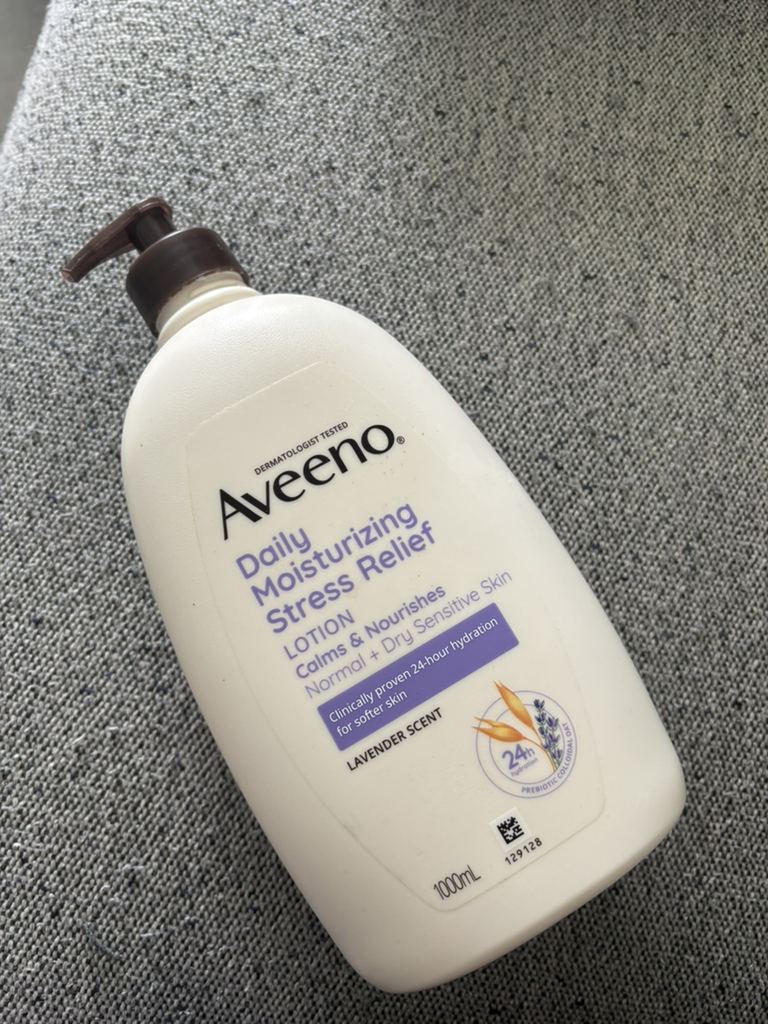 DERMATOLOGIST TESTED
Aveeno®
Daily
Moisturizing
Stress Relief
LOTION
Calms & Nourishes
Normal + Dry Sensitive Skin
Clinically proven 24-hour hydration
for softer skin
LAVENDER SCENT
24h
hydration
PREBIOTIC COLLOIDAL OAT
129128
1000mL